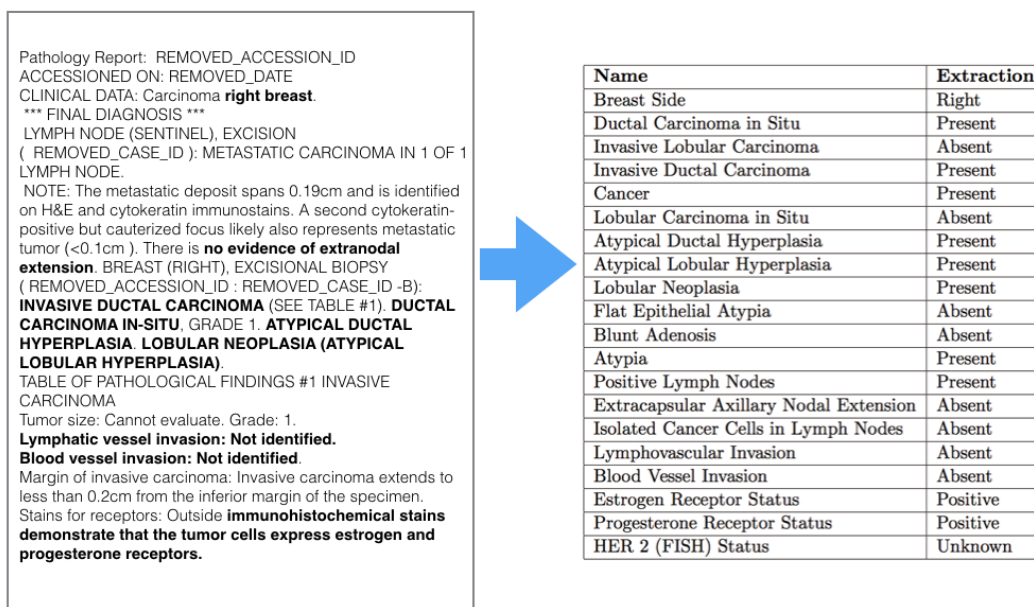 Pathology Report: REMOVED_ACCESSION_ID
ACCESSIONED ON: REMOVED_DATE
CLINICAL DATA: Carcinoma right breast.
*** FINAL DIAGNOSIS ***
LYMPH NODE (SENTINEL), EXCISION
( REMOVED_CASE_ID ): METASTATIC CARCINOMA IN 1 OF 1
LYMPH NODE.
NOTE: The metastatic deposit spans 0.19cm and is identified
on H&E and cytokeratin immunostains. A second cytokeratin-
positive but cauterized focus likely also represents metastatic
tumor (<0.1cm ). There is no evidence of extranodal
extension. BREAST (RIGHT), EXCISIONAL BIOPSY
( REMOVED_ACCESSION_ID : REMOVED_CASE_ID -B):
INVASIVE DUCTAL CARCINOMA (SEE TABLE #1). DUCTAL
CARCINOMA IN-SITU, GRADE 1. ATYPICAL DUCTAL
HYPERPLASIA. LOBULAR NEOPLASIA (ATYPICAL
LOBULAR HYPERPLASIA).
TABLE OF PATHOLOGICAL FINDINGS #1 INVASIVE
CARCINOMA
Tumor size: Cannot evaluate. Grade: 1.
Lymphatic vessel invasion: Not identified.
Blood vessel invasion: Not identified.
Margin of invasive carcinoma: Invasive carcinoma extends to
less than 0.2cm from the inferior margin of the specimen.
Stains for receptors: Outside immunohistochemical stains
demonstrate that the tumor cells express estrogen and
progesterone receptors.
Name Extraction
Breast Side Right
Ductal Carcinoma in Situ Present
Invasive Lobular Carcinoma Absent
Invasive Ductal Carcinoma Present
Cancer Present
Lobular Carcinoma in Situ Absent
Atypical Ductal Hyperplasia Present
Atypical Lobular Hyperplasia Present
Lobular Neoplasia Present
Flat Epithelial Atypia Absent
Blunt Adenosis Absent
Atypia Present
Positive Lymph Nodes Present
Extracapsular Axillary Nodal Extension Absent
Isolated Cancer Cells in Lymph Nodes Absent
Lymphovascular Invasion Absent
Blood Vessel Invasion Absent
Estrogen Receptor Status Positive
Progesterone Receptor Status Positive
HER 2 (FISH) Status Unknown